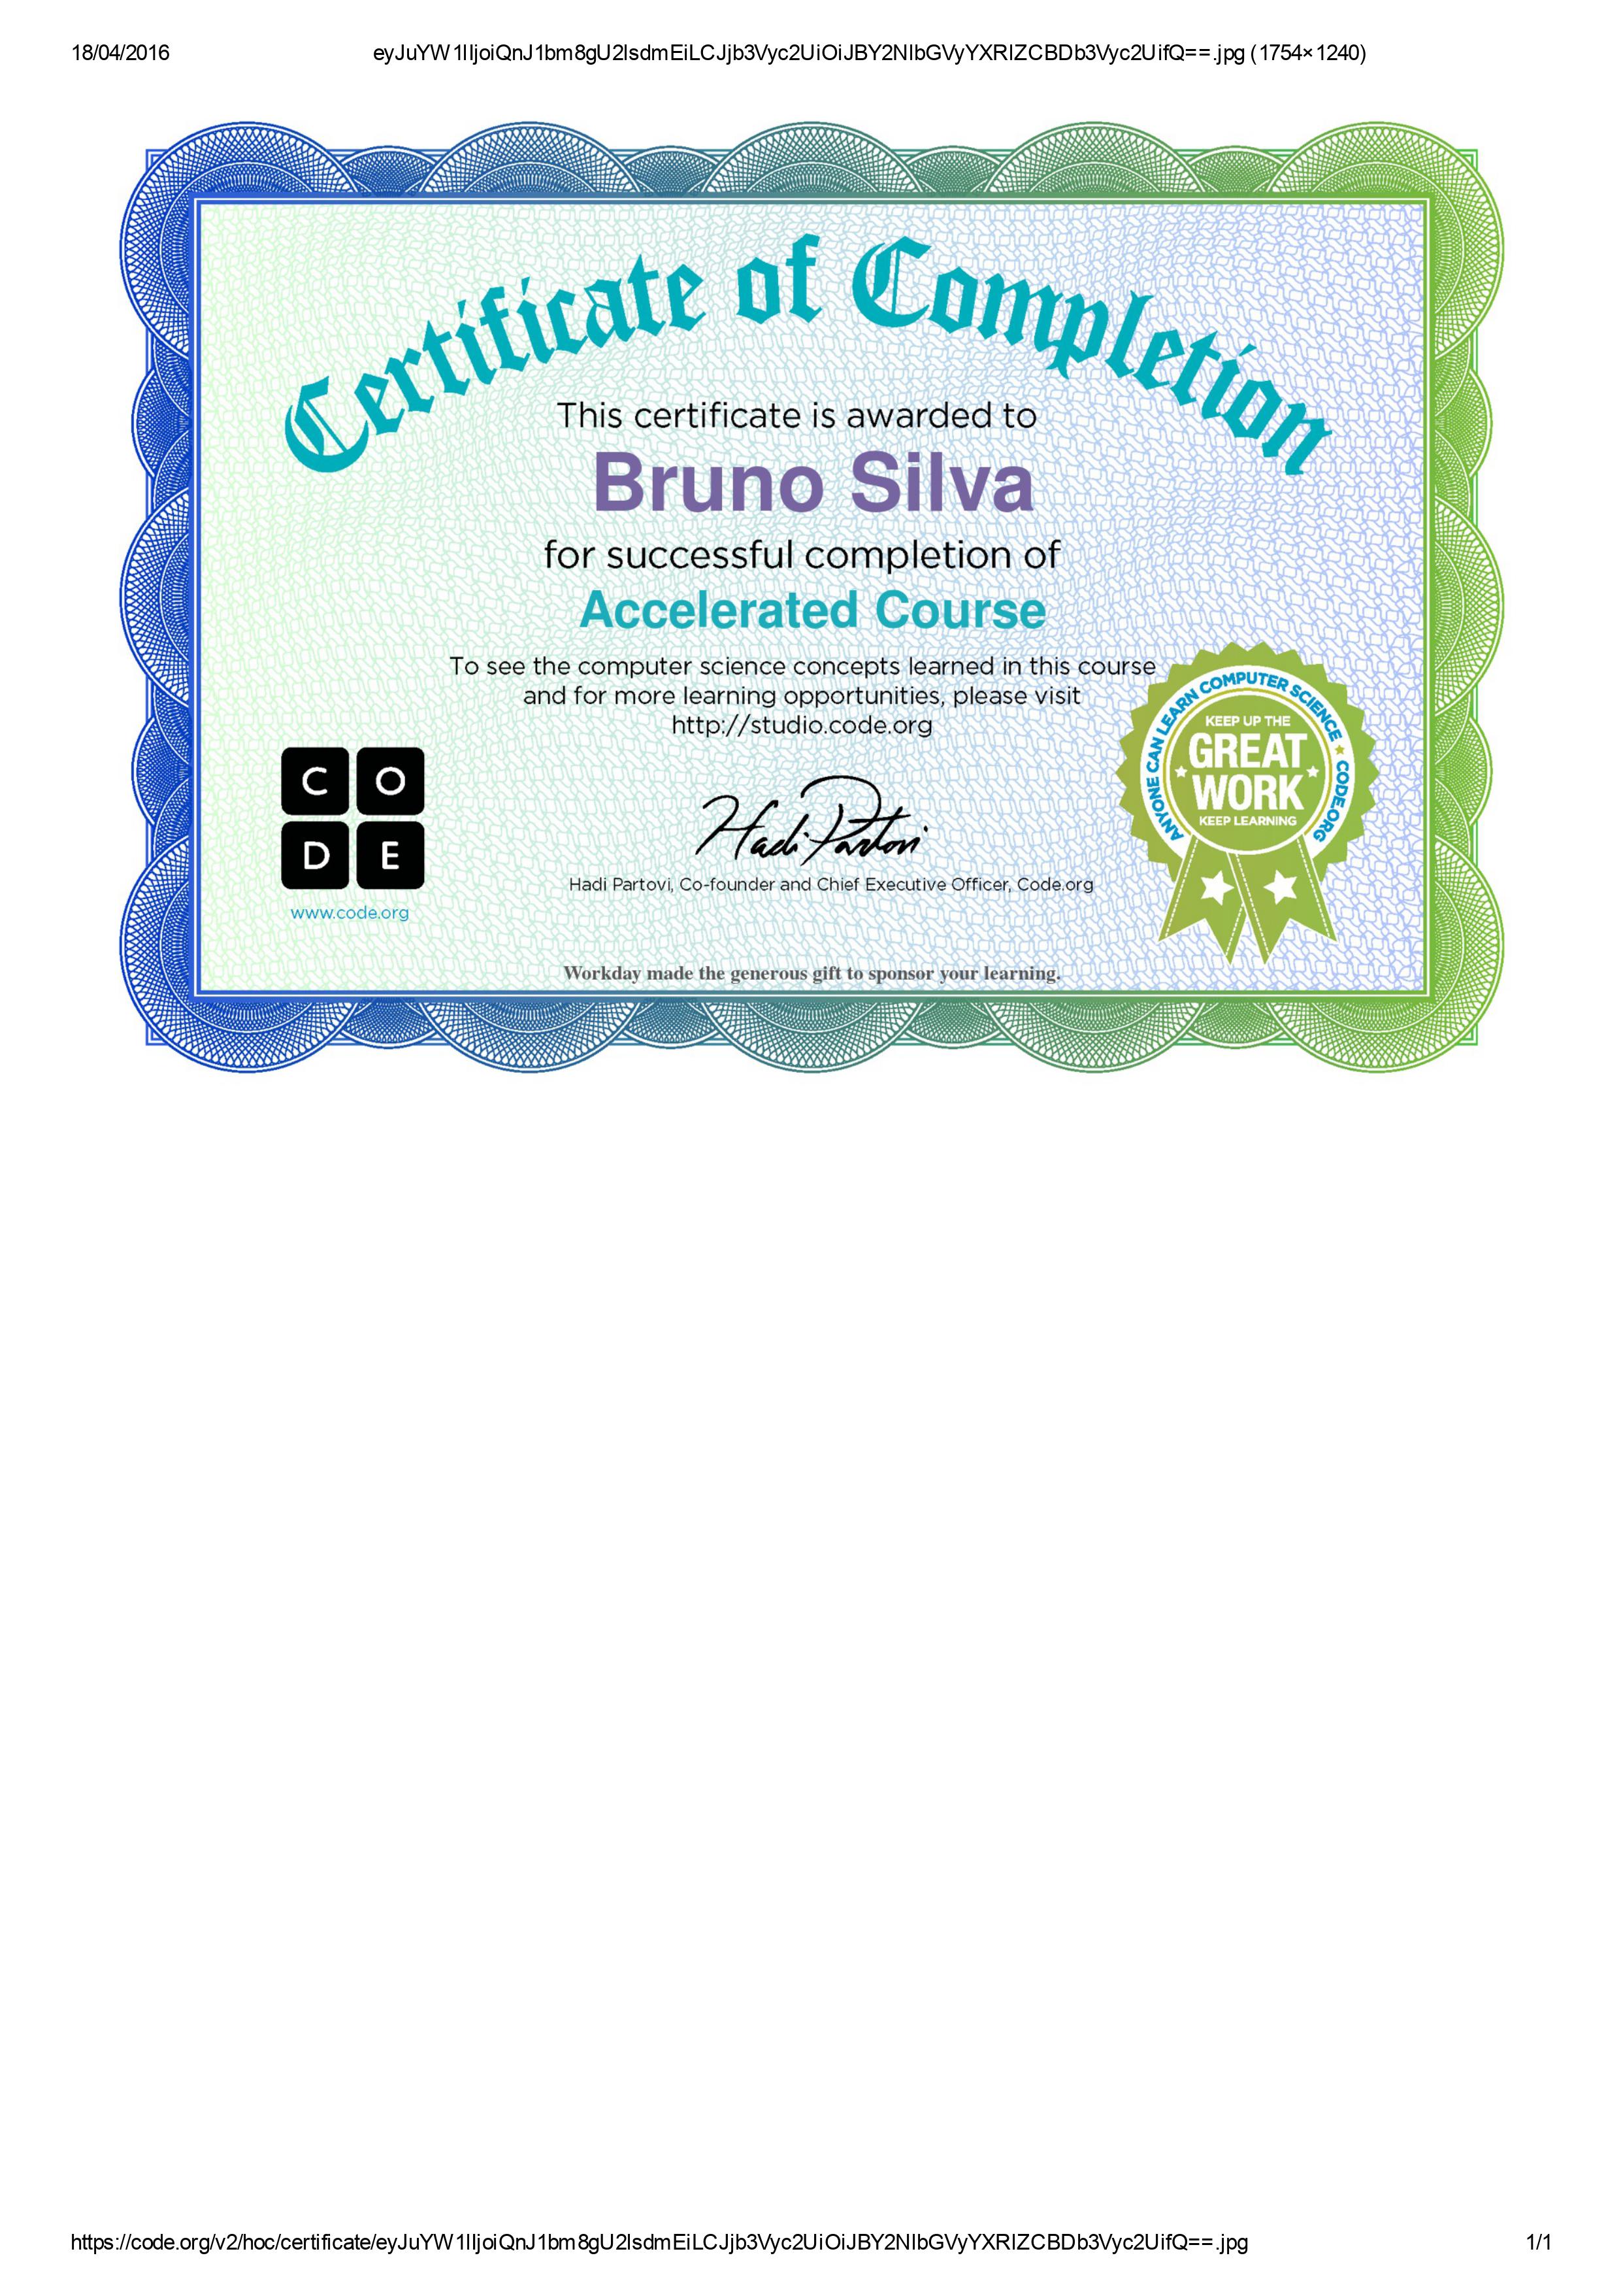 18/04/2016 eyJuYW1lIjoiQnJ1bm8gU2lsdmEiLCJjb3Vyc2UiOiJBY2NlbGVyYXRlZCBDb3Vyc2UifQ==.jpg (1754×1240)
Certificate of Completion
This certificate is awarded to
Bruno Silva
for successful completion of
Accelerated Course
To see the computer science concepts learned in this course
and for more learning opportunities, please visit
http://studio.code.org
ANYONE CAN LEARN COMPUTER SCIENCE ★ CODE.ORG
KEEP UP THE
GREAT
WORK
KEEP LEARNING
C O
D E
www.code.org
Hadi Partovi
Hadi Partovi, Co-founder and Chief Executive Officer, Code.org
Workday made the generous gift to sponsor your learning.
https://code.org/v2/hoc/certificate/eyJuYW1lIjoiQnJ1bm8gU2lsdmEiLCJjb3Vyc2UiOiJBY2NlbGVyYXRlZCBDb3Vyc2UifQ==.jpg 1/1